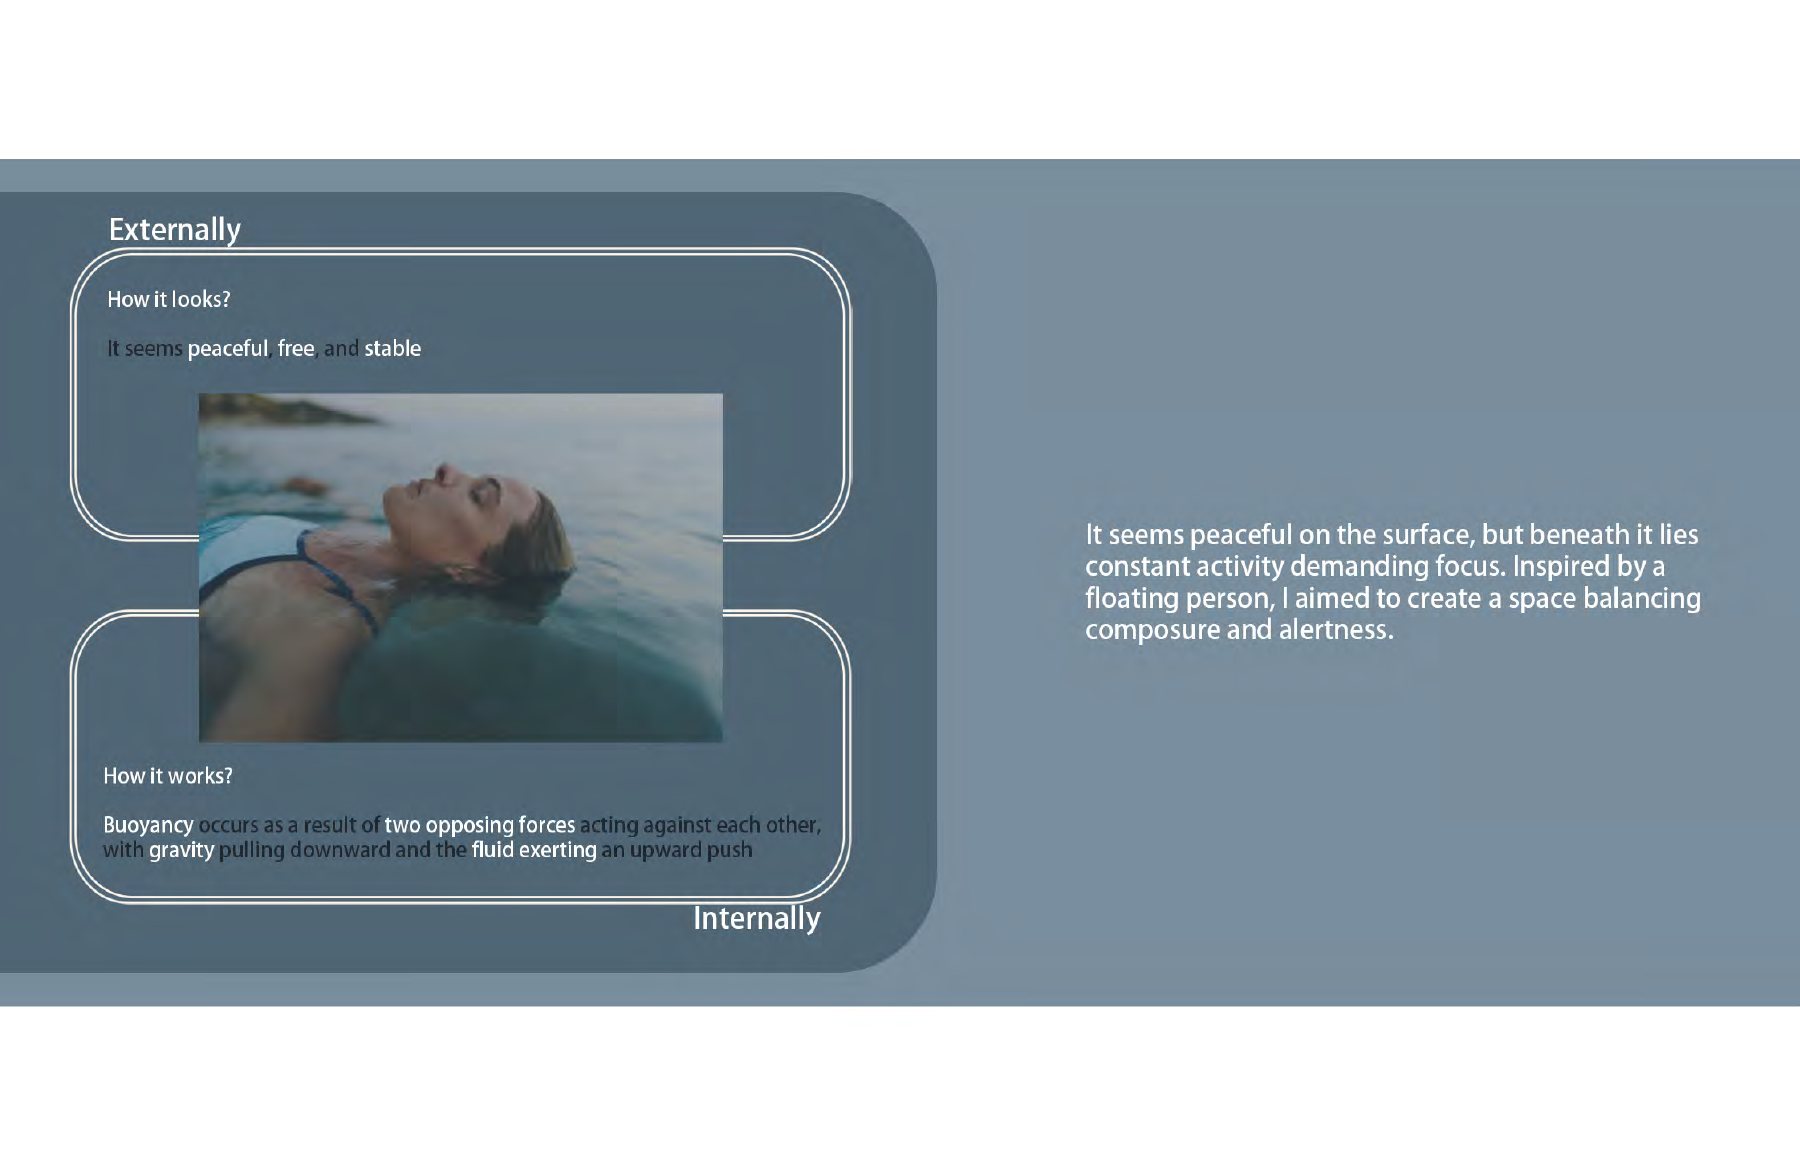 Externally
How it looks?
It seems peaceful, free, and stable
How it works?
Buoyancy occurs as a result of two opposing forces acting against each other,
with gravity pulling downward and the fluid exerting an upward push
Internally
It seems peaceful on the surface, but beneath it lies
constant activity demanding focus. Inspired by a
floating person, I aimed to create a space balancing
composure and alertness.